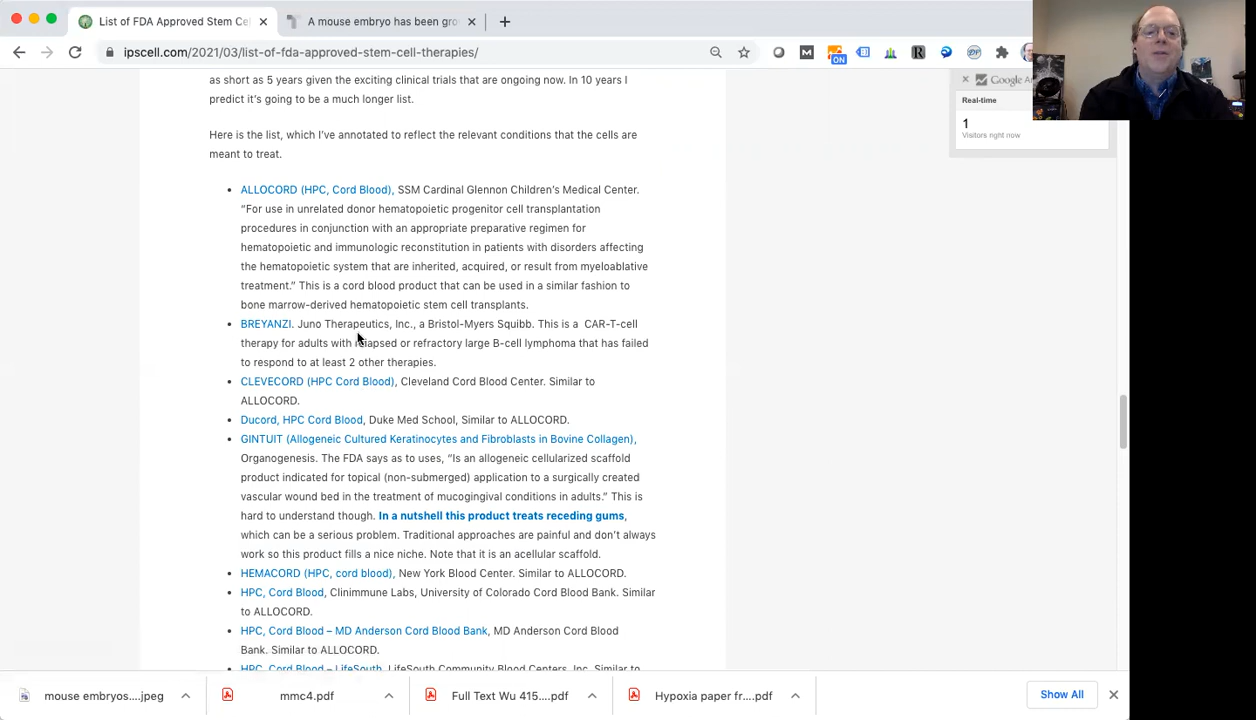 List of FDA Approved Stem Ce
A mouse embryo has been gro
ipscell.com/2021/03/list-of-fda-approved-stem-cell-therapies/
ON
as short as 5 years given the exciting clinical trials that are ongoing now. In 10 years I
predict it's going to be a much longer list.
Google A
Real-time
1
Visitors right now
Here is the list, which I've annotated to reflect the relevant conditions that the cells are
meant to treat.
• ALLOCORD (HPC, Cord Blood), SSM Cardinal Glennon Children's Medical Center.
"For use in unrelated donor hematopoietic progenitor cell transplantation
procedures in conjunction with an appropriate preparative regimen for
hematopoietic and immunologic reconstitution in patients with disorders affecting
the hematopoietic system that are inherited, acquired, or result from myeloablative
treatment." This is a cord blood product that can be used in a similar fashion to
bone marrow-derived hematopoietic stem cell transplants.
• BREYANZI. Juno Therapeutics, Inc., a Bristol-Myers Squibb. This is a CAR-T-cell
therapy for adults with relapsed or refractory large B-cell lymphoma that has failed
to respond to at least 2 other therapies.
• CLEVECORD (HPC Cord Blood), Cleveland Cord Blood Center. Similar to
ALLOCORD.
• Ducord, HPC Cord Blood, Duke Med School, Similar to ALLOCORD.
• GINTUIT (Allogeneic Cultured Keratinocytes and Fibroblasts in Bovine Collagen),
Organogenesis. The FDA says as to uses, "Is an allogeneic cellularized scaffold
product indicated for topical (non-submerged) application to a surgically created
vascular wound bed in the treatment of mucogingival conditions in adults." This is
hard to understand though. In a nutshell this product treats receding gums,
which can be a serious problem. Traditional approaches are painful and don't always
work so this product fills a nice niche. Note that it is an acellular scaffold.
• HEMACORD (HPC, cord blood), New York Blood Center. Similar to ALLOCORD.
• HPC, Cord Blood, Clinimmune Labs, University of Colorado Cord Blood Bank. Similar
to ALLOCORD.
• HPC, Cord Blood – MD Anderson Cord Blood Bank, MD Anderson Cord Blood
Bank. Similar to ALLOCORD.
• HPC, Cord Blood – LifeSouth, LifeSouth Community Blood Centers, Inc. Similar to
mouse embryos....jpeg
mmc4.pdf
Full Text Wu 415....pdf
Hypoxia paper fr....pdf
Show All